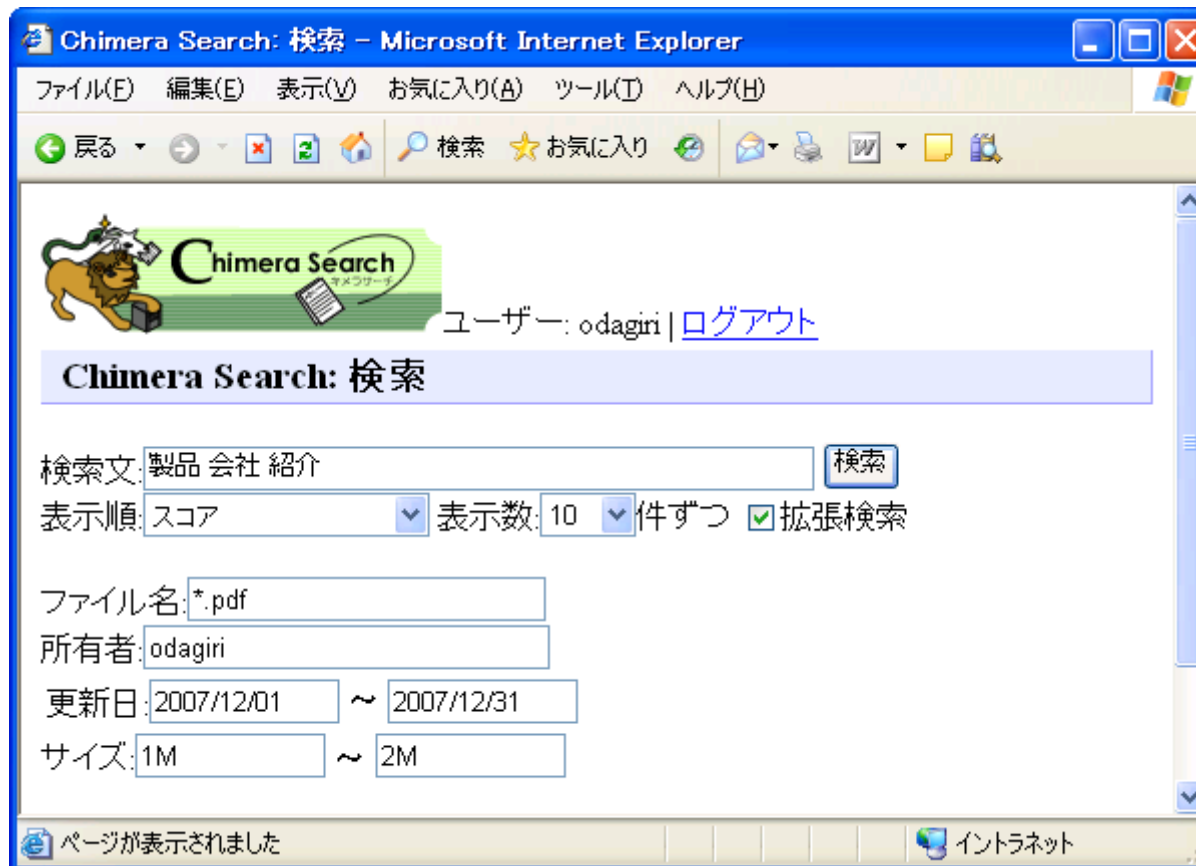 Chimera Search: 検索 - Microsoft Internet Explorer
ファイル(F) 編集(E) 表示(V) お気に入り(A) ツール(T) ヘルプ(H)
戻る 検索 お気に入り W
Chimera Search
キメラサーチ
ユーザー: odagiri | ログアウト
Chimera Search: 検索
検索文: 製品 会社 紹介 検索
表示順: スコア 表示数: 10 件ずつ 拡張検索
ファイル名: *.pdf
所有者: odagiri
更新日: 2007/12/01 ～ 2007/12/31
サイズ: 1M ～ 2M
ページが表示されました イントラネット